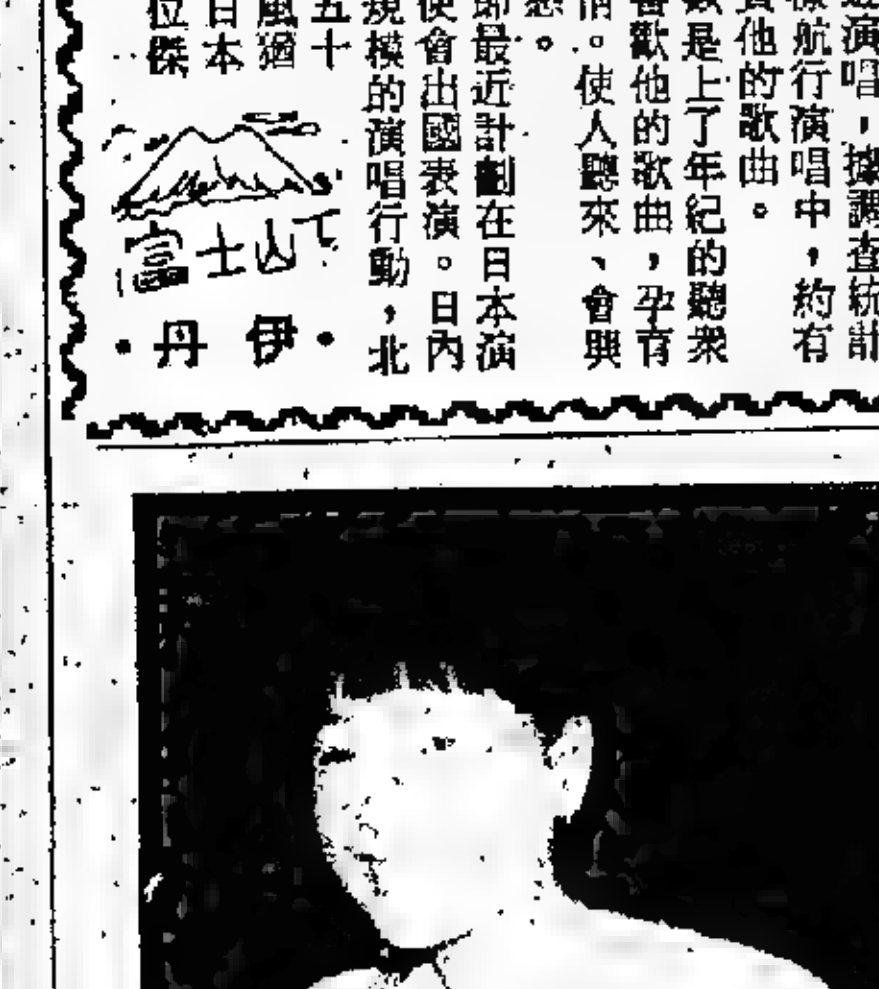 演唱，據調查統計
航行演唱中，約有
他的歌曲。
數是上了年紀的聽衆
喜歡他的歌曲，孕育
情。使人聽來、會興
。
即最近計劃在日本演
便會出國表演。日內
規模的演唱行動，北
五十
風猶
日本
位傑
富士山下
・丹伊・